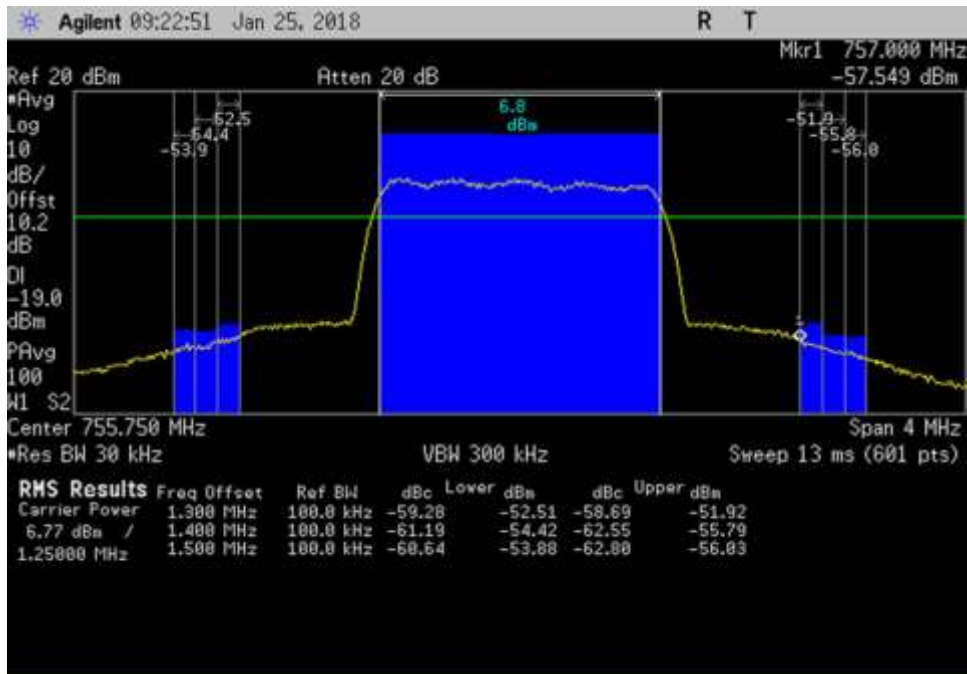 Agilent 09:22:51 Jan 25, 2018 R T
Mkr1 757.000 MHz
Ref 20 dBm Atten 20 dB -57.549 dBm
*Avg
Log
10
dB/
Offst
10.2
dB
DI
-19.0
dBm
PAvg
100
W1 S2
6.8
dBm
-52.5
-54.4
-53.9
-51.9
-55.8
-56.0
1
Center 755.750 MHz Span 4 MHz
*Res BW 30 kHz VBW 300 kHz Sweep 13 ms (601 pts)
RMS Results Freq Offset Ref BW dBc Lower dBm dBc Upper dBm
Carrier Power 1.300 MHz 100.0 kHz -59.28 -52.51 -58.69 -51.92
6.77 dBm / 1.400 MHz 100.0 kHz -61.19 -54.42 -62.55 -55.79
1.25000 MHz 1.500 MHz 100.0 kHz -60.64 -53.88 -62.80 -56.03